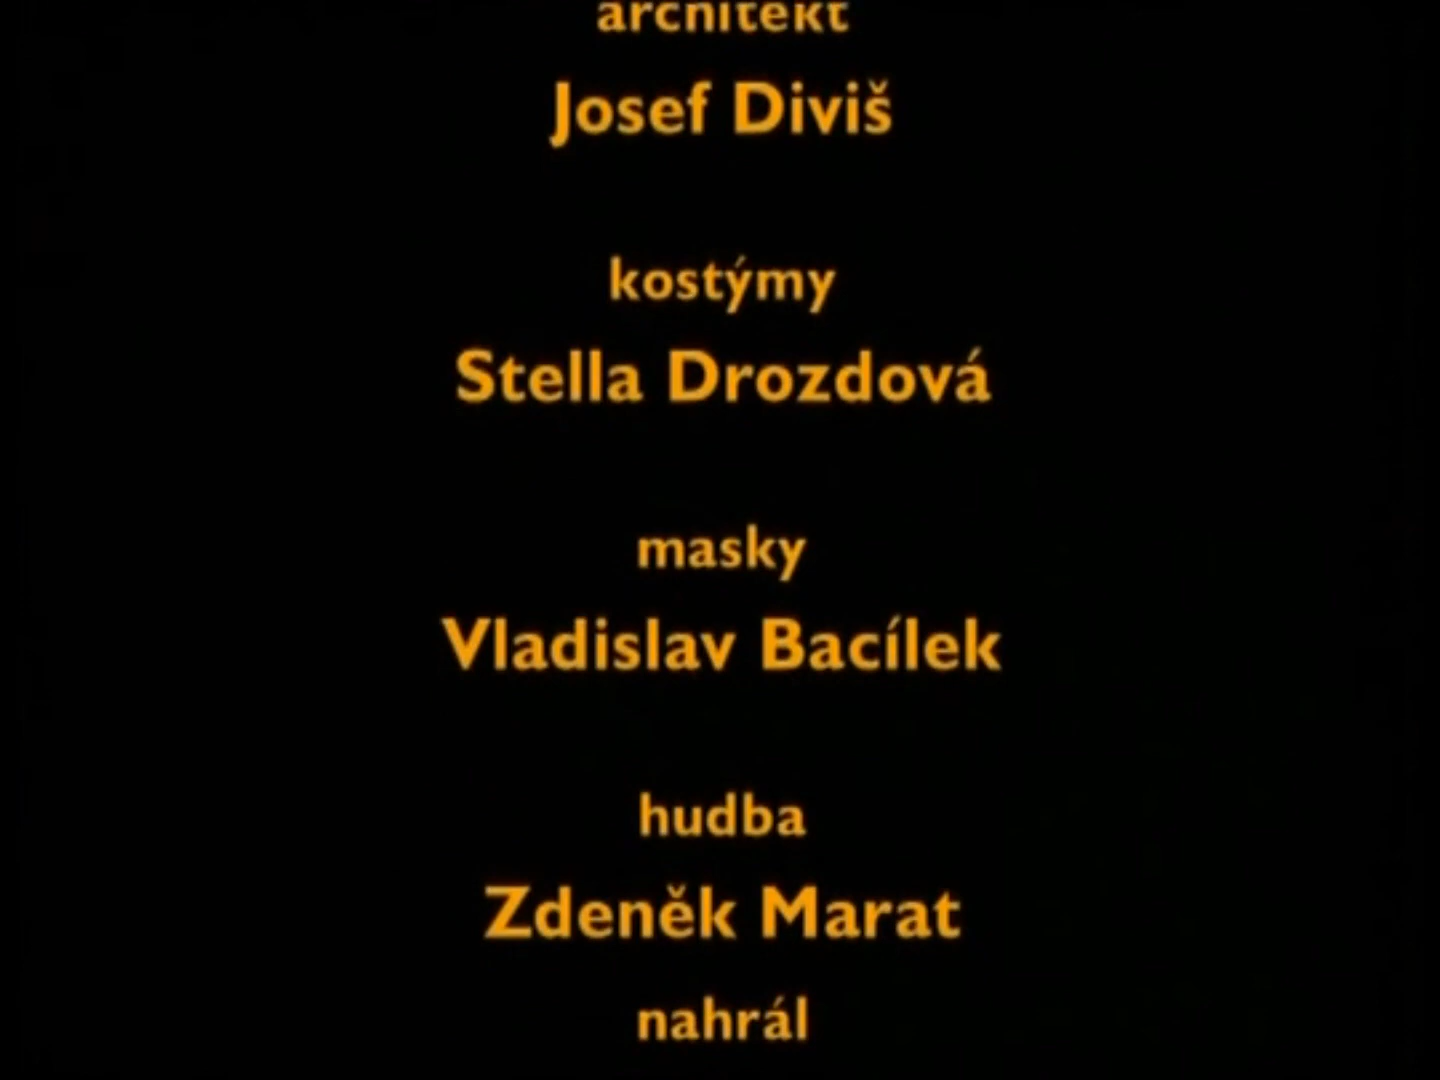 architekt
Josef Diviš
kostýmy
Stella Drozdová
masky
Vladislav Bacílek
hudba
Zdeněk Marat
nahrál